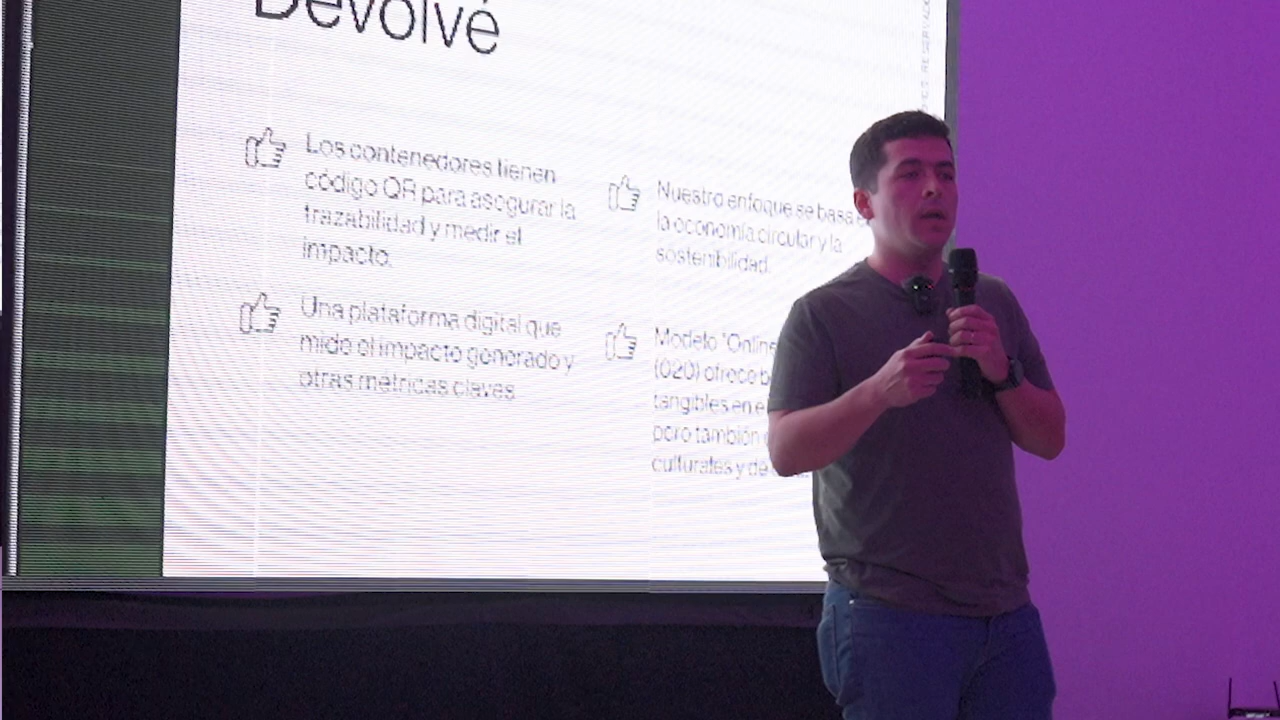 Devolvé
Los contenedores tienen
código QR para asegurar la
trazabilidad y medir el
impacto.
Una plataforma digital que
mide el impacto generado y
otras métricas claves
Nuestro enfoque se basa
la economía circular y la
sostenibilidad.
Modelo "Online
(O2O) ofrece
tangibles en
pero también
culturales y de